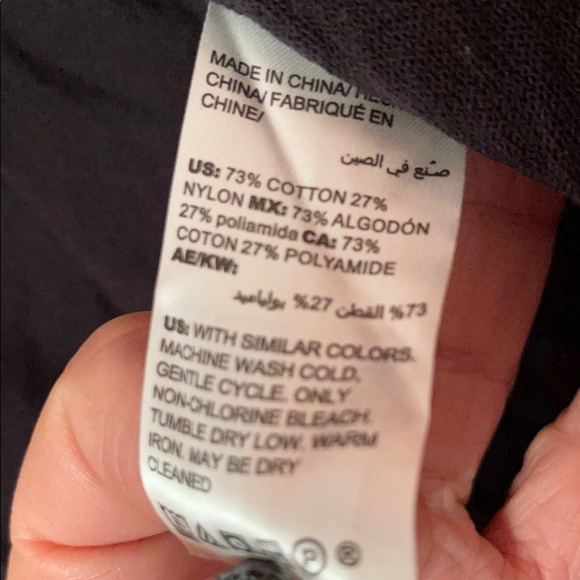 MADE IN CHINA/
CHINA/ FABRIQUÉ EN
CHINE/
صنع في الصين
US: 73% COTTON 27%
NYLON MX: 73% ALGODÓN
27% poliamida CA: 73%
COTON 27% POLYAMIDE
AE/KW:
73% القطن 27% بولياميد
US: WITH SIMILAR COLORS.
MACHINE WASH COLD,
GENTLE CYCLE. ONLY
NON-CHLORINE BLEACH.
TUMBLE DRY LOW. WARM
IRON. MAY BE DRY
CLEANED
P
®